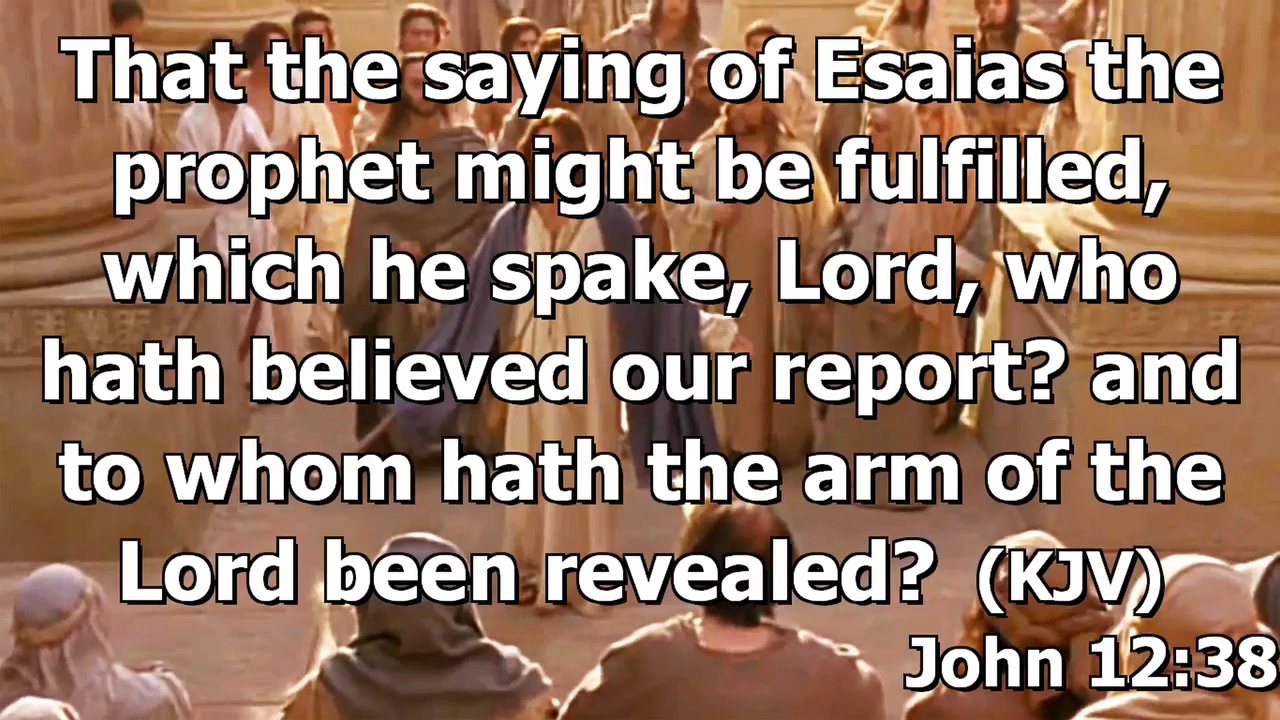 That the saying of Esaias the
prophet might be fulfilled,
which he spake, Lord, who
hath believed our report? and
to whom hath the arm of the
Lord been revealed? (KJV)
John 12:38